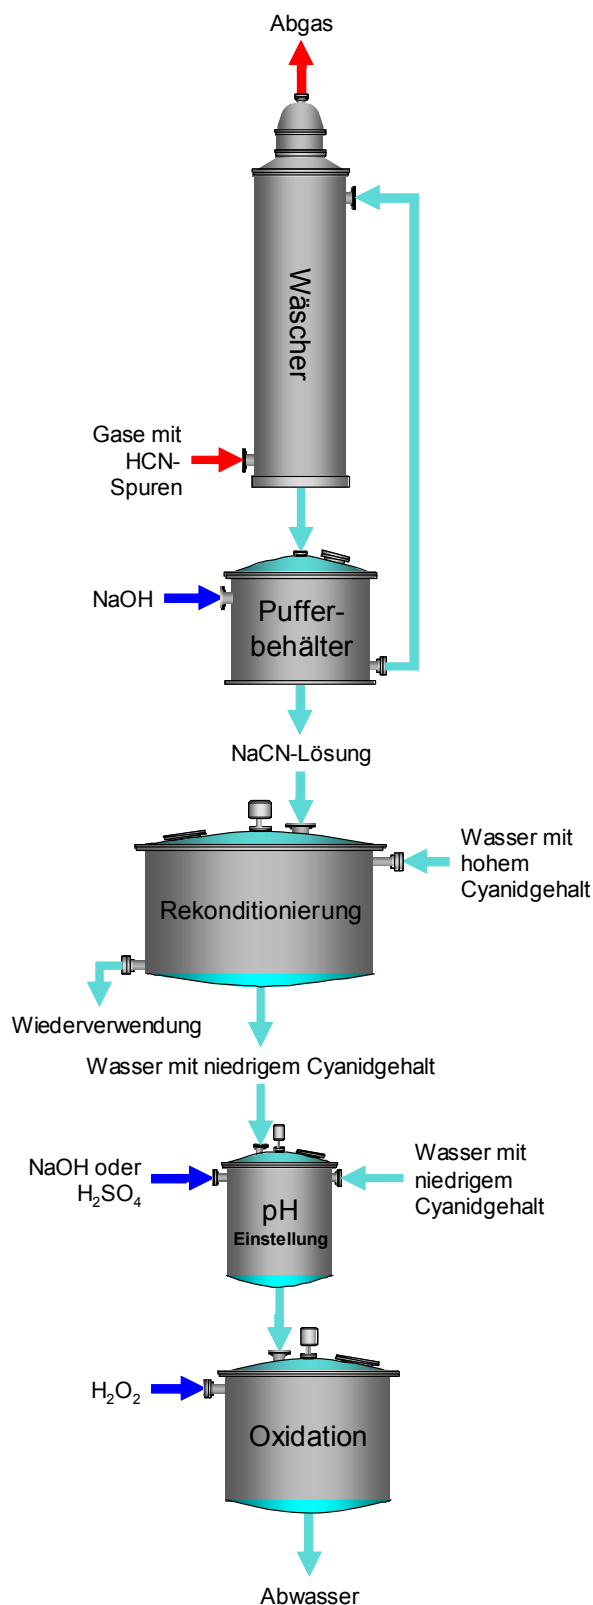 Abgas
Wäscher
Gase mit
HCN-
Spuren
NaOH
Puffer-
behälter
NaCN-Lösung
Wasser mit
hohem
Cyanidgehalt
Rekonditionierung
Wiederverwendung
Wasser mit niedrigem Cyanidgehalt
NaOH oder
H₂SO₄
Wasser mit
niedrigem
Cyanidgehalt
pH
Einstellung
H₂O₂
Oxidation
Abwasser